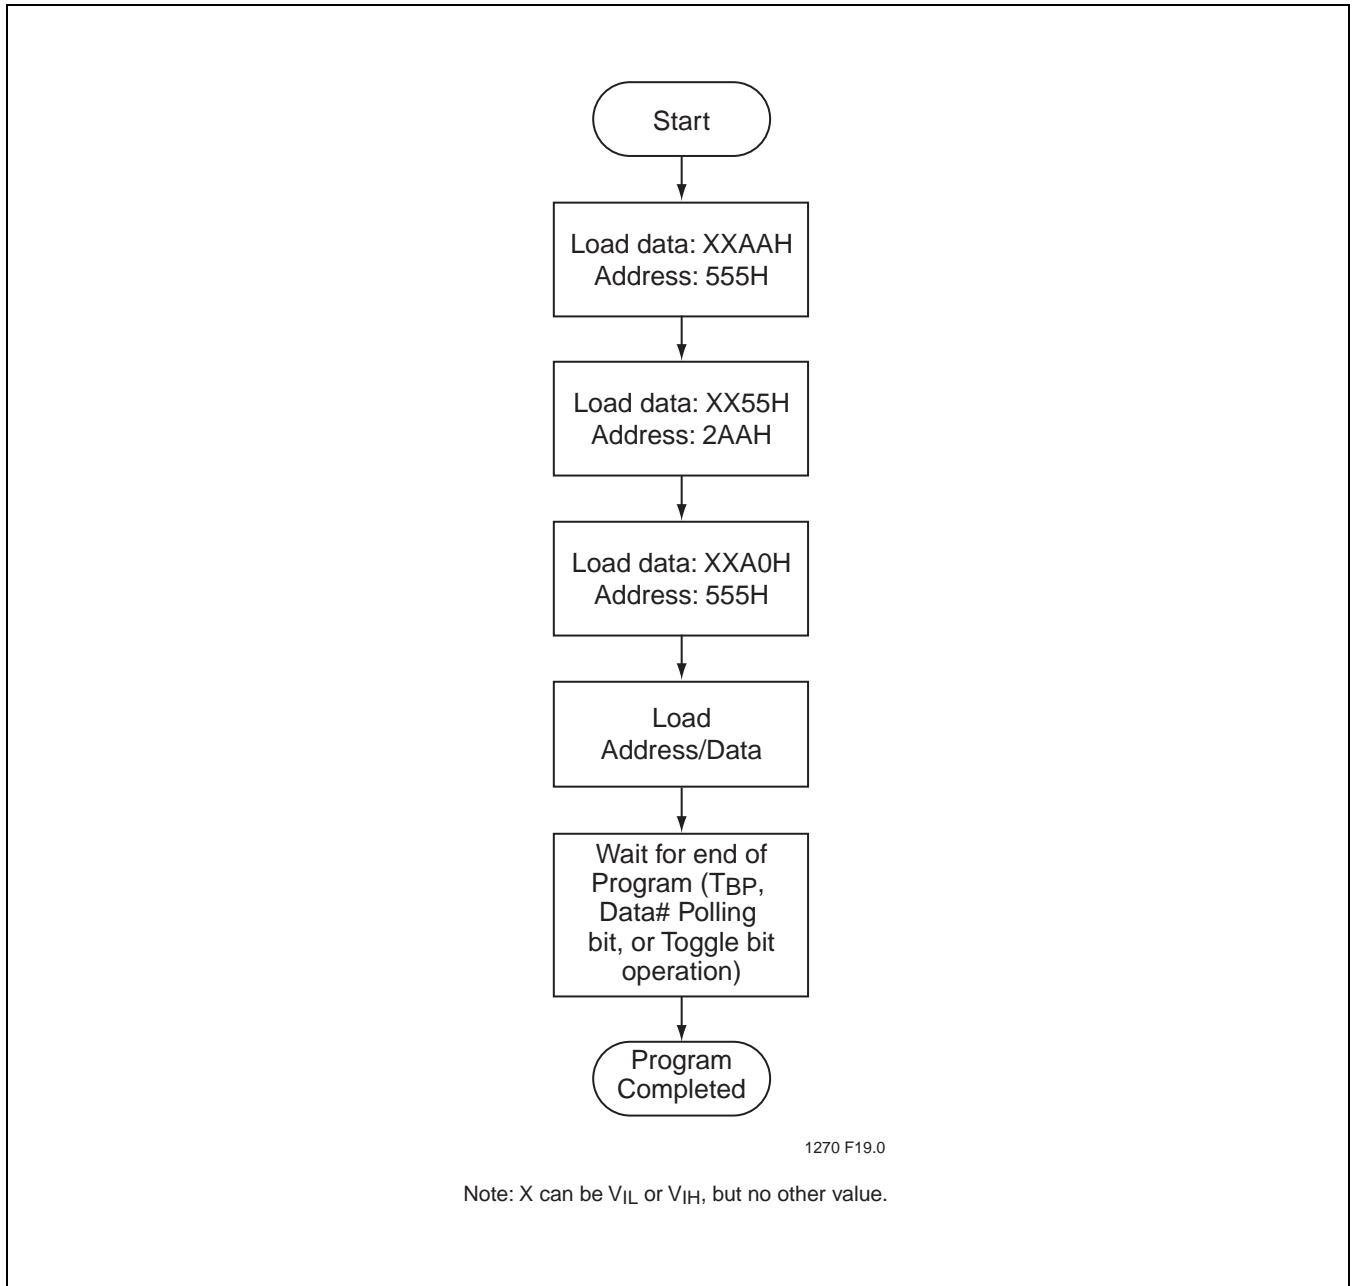 Start
Load data: XXAAH
Address: 555H
Load data: XX55H
Address: 2AAH
Load data: XXA0H
Address: 555H
Load
Address/Data
Wait for end of
Program (TBP,
Data# Polling
bit, or Toggle bit
operation)
Program
Completed
1270 F19.0
Note: X can be VIL or VIH, but no other value.